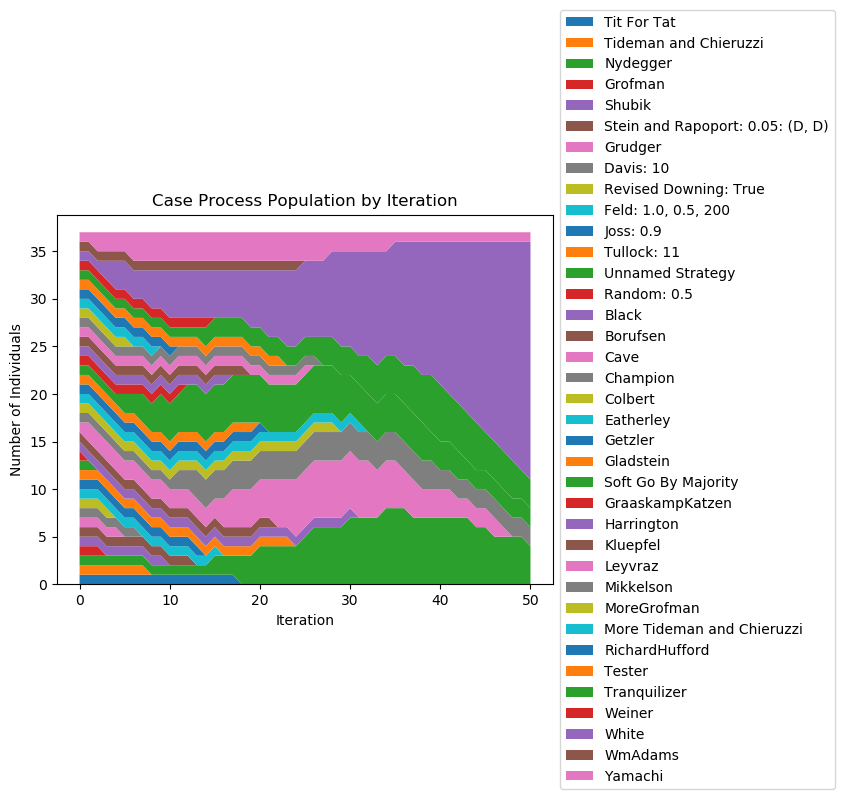 Case Process Population by Iteration
Number of Individuals
35
30
25
20
15
10
5
0
0 10 20 30 40 50
Iteration
Tit For Tat
Tideman and Chieruzzi
Nydegger
Grofman
Shubik
Stein and Rapoport: 0.05: (D, D)
Grudger
Davis: 10
Revised Downing: True
Feld: 1.0, 0.5, 200
Joss: 0.9
Tullock: 11
Unnamed Strategy
Random: 0.5
Black
Borufsen
Cave
Champion
Colbert
Eatherley
Getzler
Gladstein
Soft Go By Majority
GraaskampKatzen
Harrington
Kluepfel
Leyvraz
Mikkelson
MoreGrofman
More Tideman and Chieruzzi
RichardHufford
Tester
Tranquilizer
Weiner
White
WmAdams
Yamachi